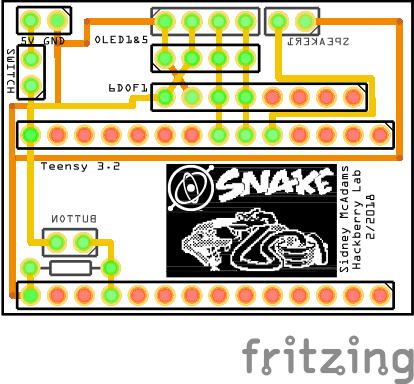 5V GND
OLED1&5
SPEAKER1
SWITCH
6DOF1
Teensy 3.2
SNAKE
Sidney McAdams
Hackberry Lab
2/2018
BUTTON
fritzing